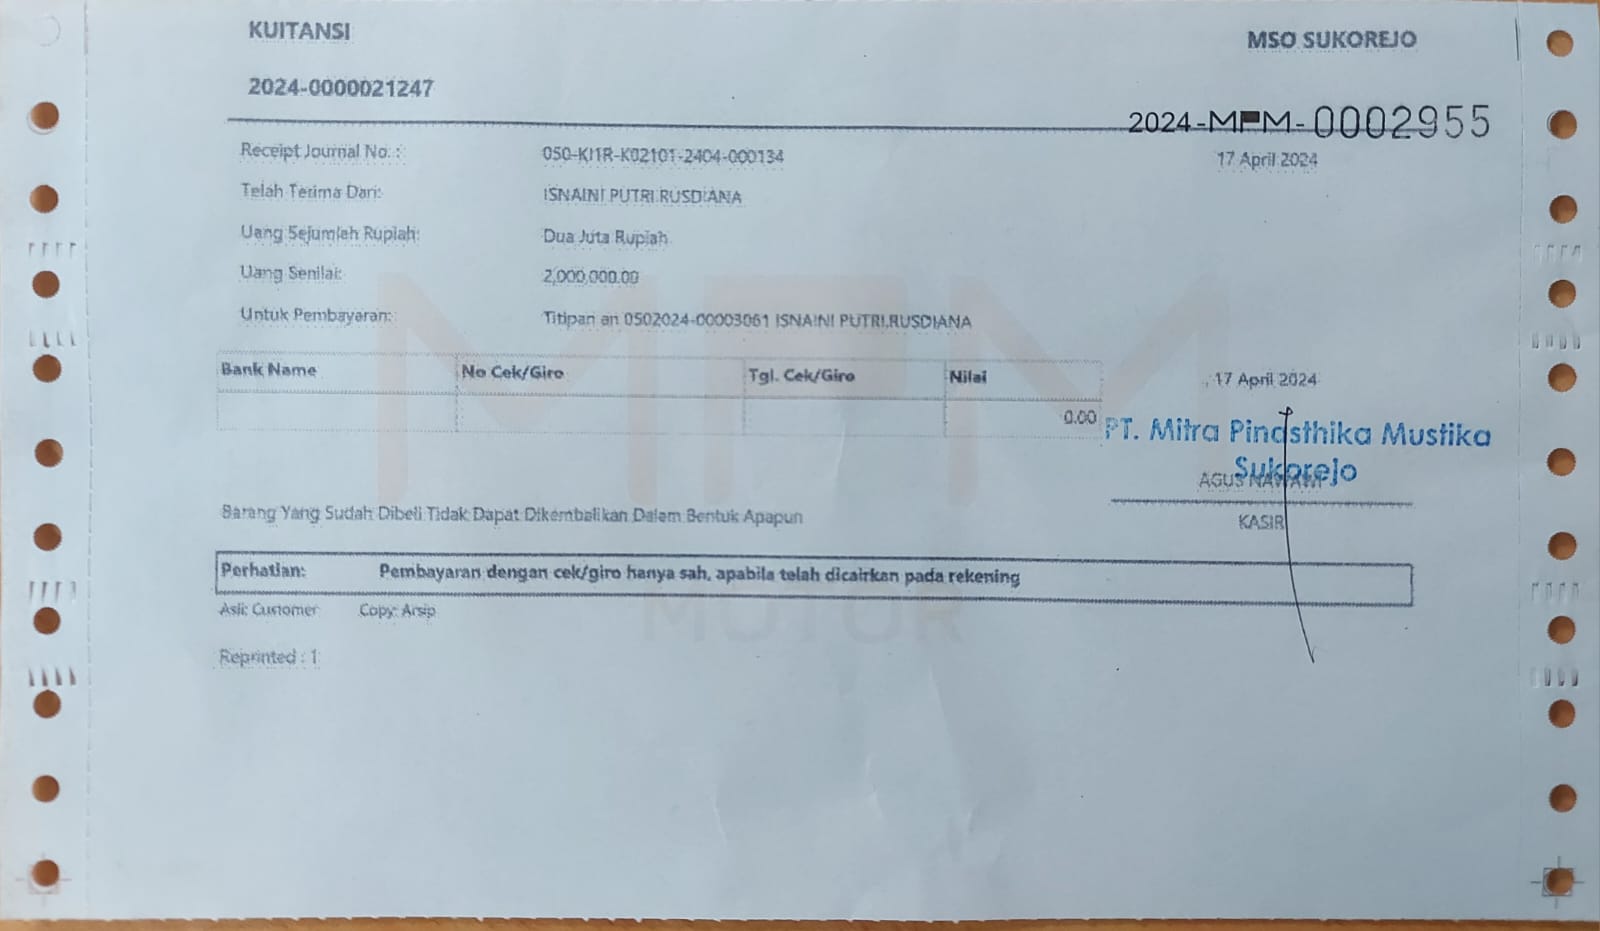 KUITANSI
MSO SUKOREJO
2024-0000021247
2024-MPM-0002955
Receipt Journal No. : 050-KI1R-K02101-2404-000134 17 April 2024
Telah Terima Dari: ISNAINI PUTRI.RUSDIANA
Uang Sejumlah Rupiah: Dua Juta Rupiah
Uang Senilai: 2,000,000.00
Untuk Pembayaran: Titipan an 0502024-00003061 ISNAINI PUTRI.RUSDIANA
Bank Name No Cek/Giro Tgl. Cek/Giro Nilai
, 17 April 2024
0.00
PT. Mitra Pinasthika Mustika
Sukorejo
AGUS NAWAWI
KASIR
Barang Yang Sudah Dibeli Tidak Dapat Dikembalikan Dalam Bentuk Apapun
Perhatian: Pembayaran dengan cek/giro hanya sah, apabila telah dicairkan pada rekening
Asli: Customer Copy: Arsip
Reprinted : 1
MPM
MOTOR